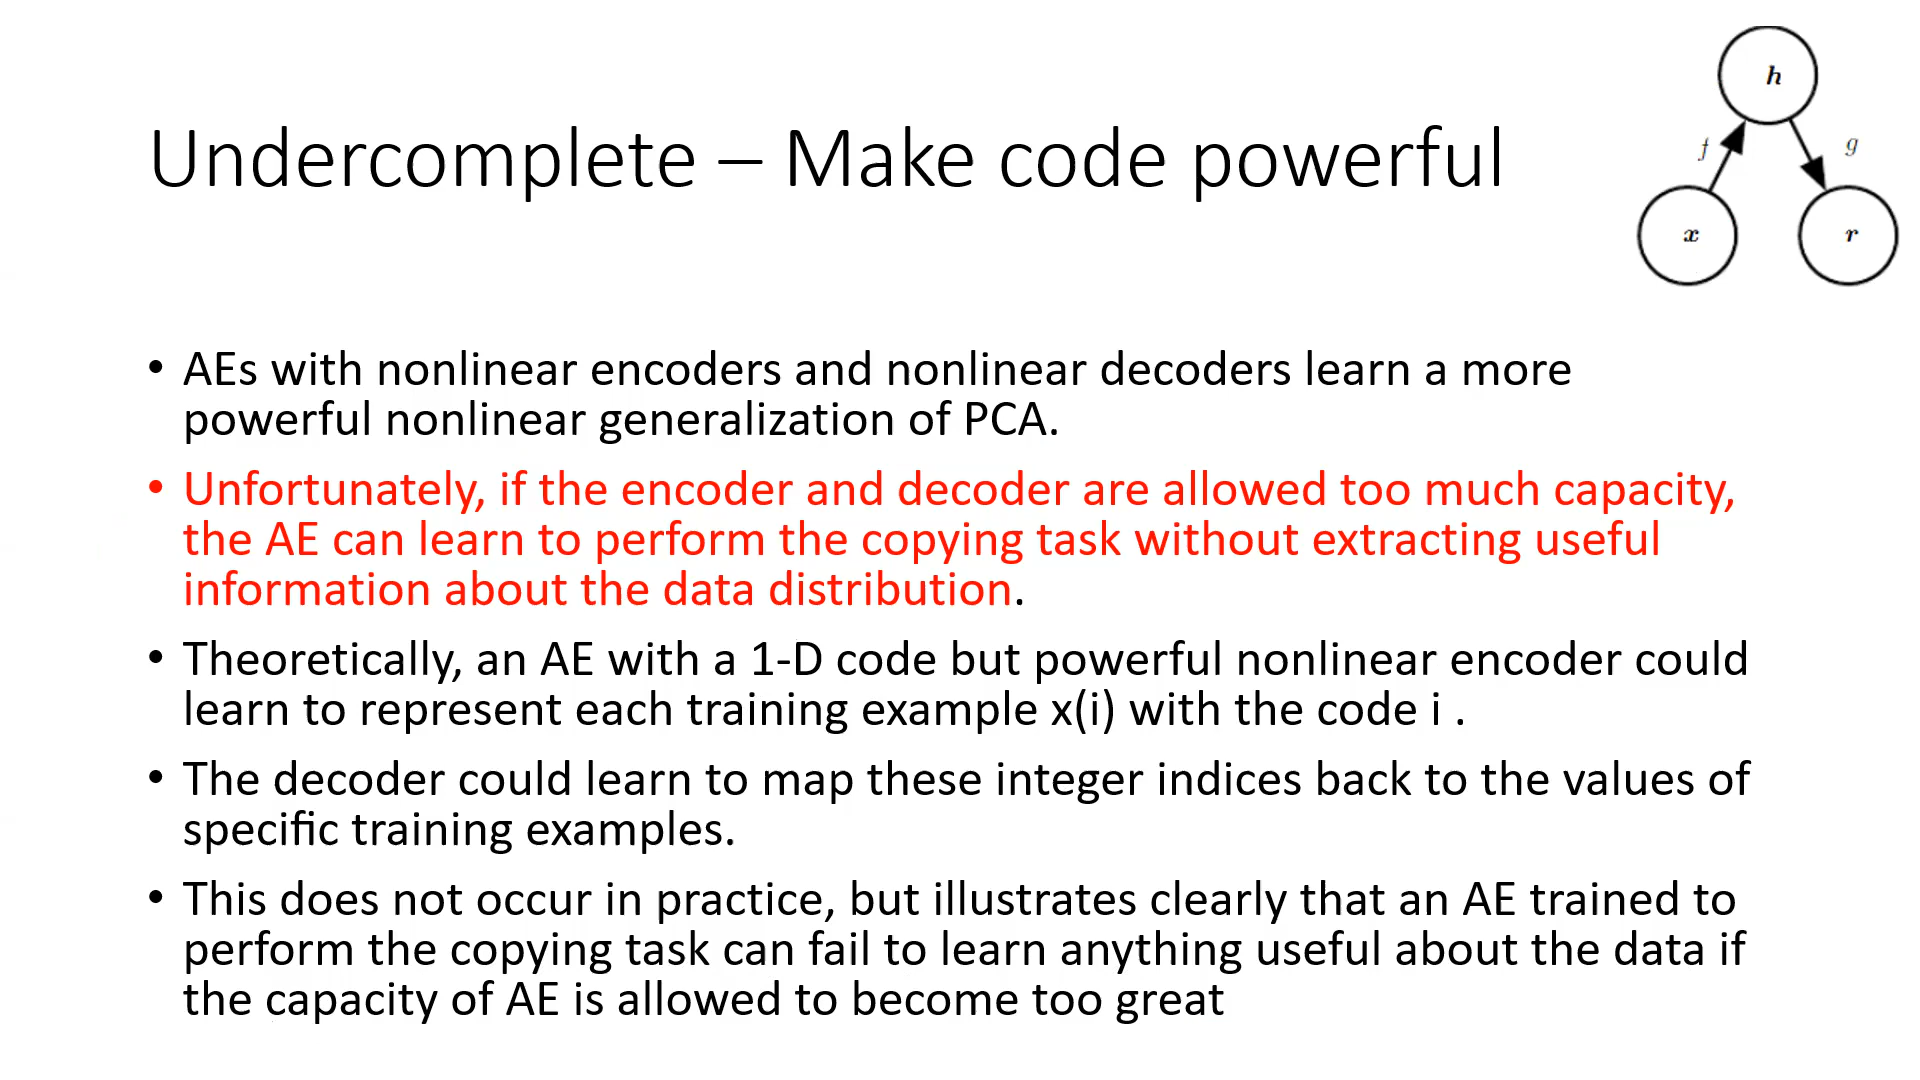 h
Undercomplete – Make code powerful
f
g
x
r
• AEs with nonlinear encoders and nonlinear decoders learn a more
powerful nonlinear generalization of PCA.
• Unfortunately, if the encoder and decoder are allowed too much capacity,
the AE can learn to perform the copying task without extracting useful
information about the data distribution.
• Theoretically, an AE with a 1-D code but powerful nonlinear encoder could
learn to represent each training example x(i) with the code i .
• The decoder could learn to map these integer indices back to the values of
specific training examples.
• This does not occur in practice, but illustrates clearly that an AE trained to
perform the copying task can fail to learn anything useful about the data if
the capacity of AE is allowed to become too great